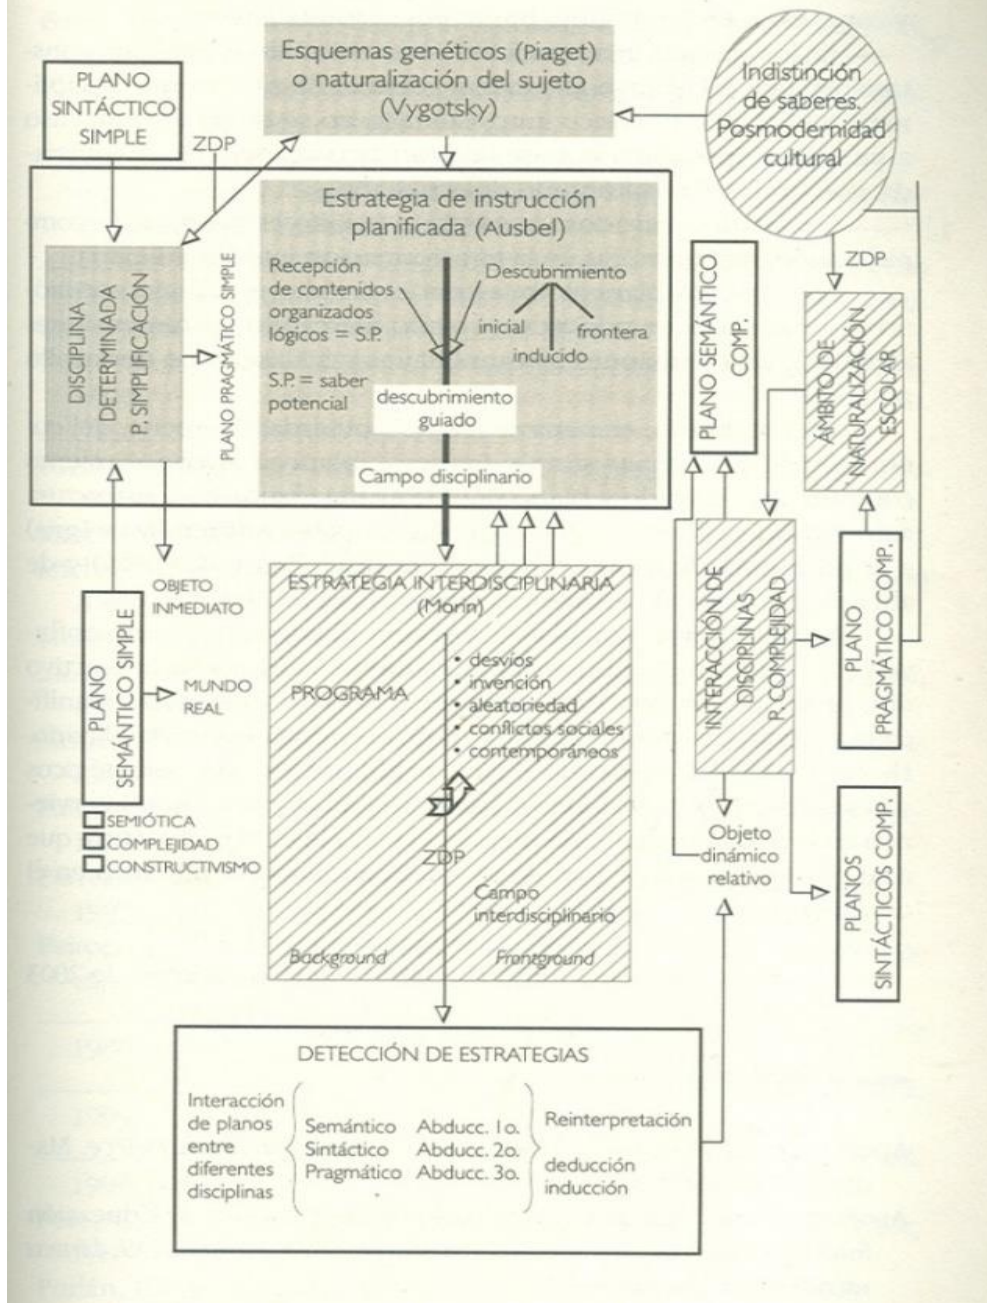 Esquemas genéticos (Piaget)
o naturalización del sujeto
(Vygotsky)
PLANO
SINTÁCTICO
SIMPLE
Indistinción
de saberes.
Posmodernidad
cultural
ZDP
ZDP
Estrategia de instrucción
planificada (Ausbel)
Recepción
de contenidos
organizados
lógicos = S.P.
S.P. = saber
potencial
Descubrimiento
inicial
frontera
inducido
descubrimiento
guiado
Campo disciplinario
DISCIPLINA
DETERMINADA
P. SIMPLIFICACIÓN
PLANO PRAGMÁTICO SIMPLE
PLANO SEMÁNTICO
COMP.
ÁMBITO DE
NATURALIZACIÓN
ESCOLAR
OBJETO
INMEDIATO
PLANO
SEMÁNTICO SIMPLE
MUNDO
REAL
SEMIÓTICA
COMPLEJIDAD
CONSTRUCTIVISMO
ESTRATEGIA INTERDISCIPLINARIA
(Morin)
PROGRAMA
• desvíos
• invención
• aleatoriedad
• conflictos sociales
• contemporáneos
ZDP
Campo
interdisciplinario
Background
Frontground
INTERACCIÓN DE
DISCIPLINAS
P. COMPLEJIDAD
PLANO
PRAGMÁTICO COMP.
Objeto
dinámico
relativo
PLANOS
SINTÁCTICOS COMP.
DETECCIÓN DE ESTRATEGIAS
Interacción
de planos
entre
diferentes
disciplinas
Semántico Abducc. 1o.
Sintáctico Abducc. 2o.
Pragmático Abducc. 3o.
Reinterpretación
deducción
inducción